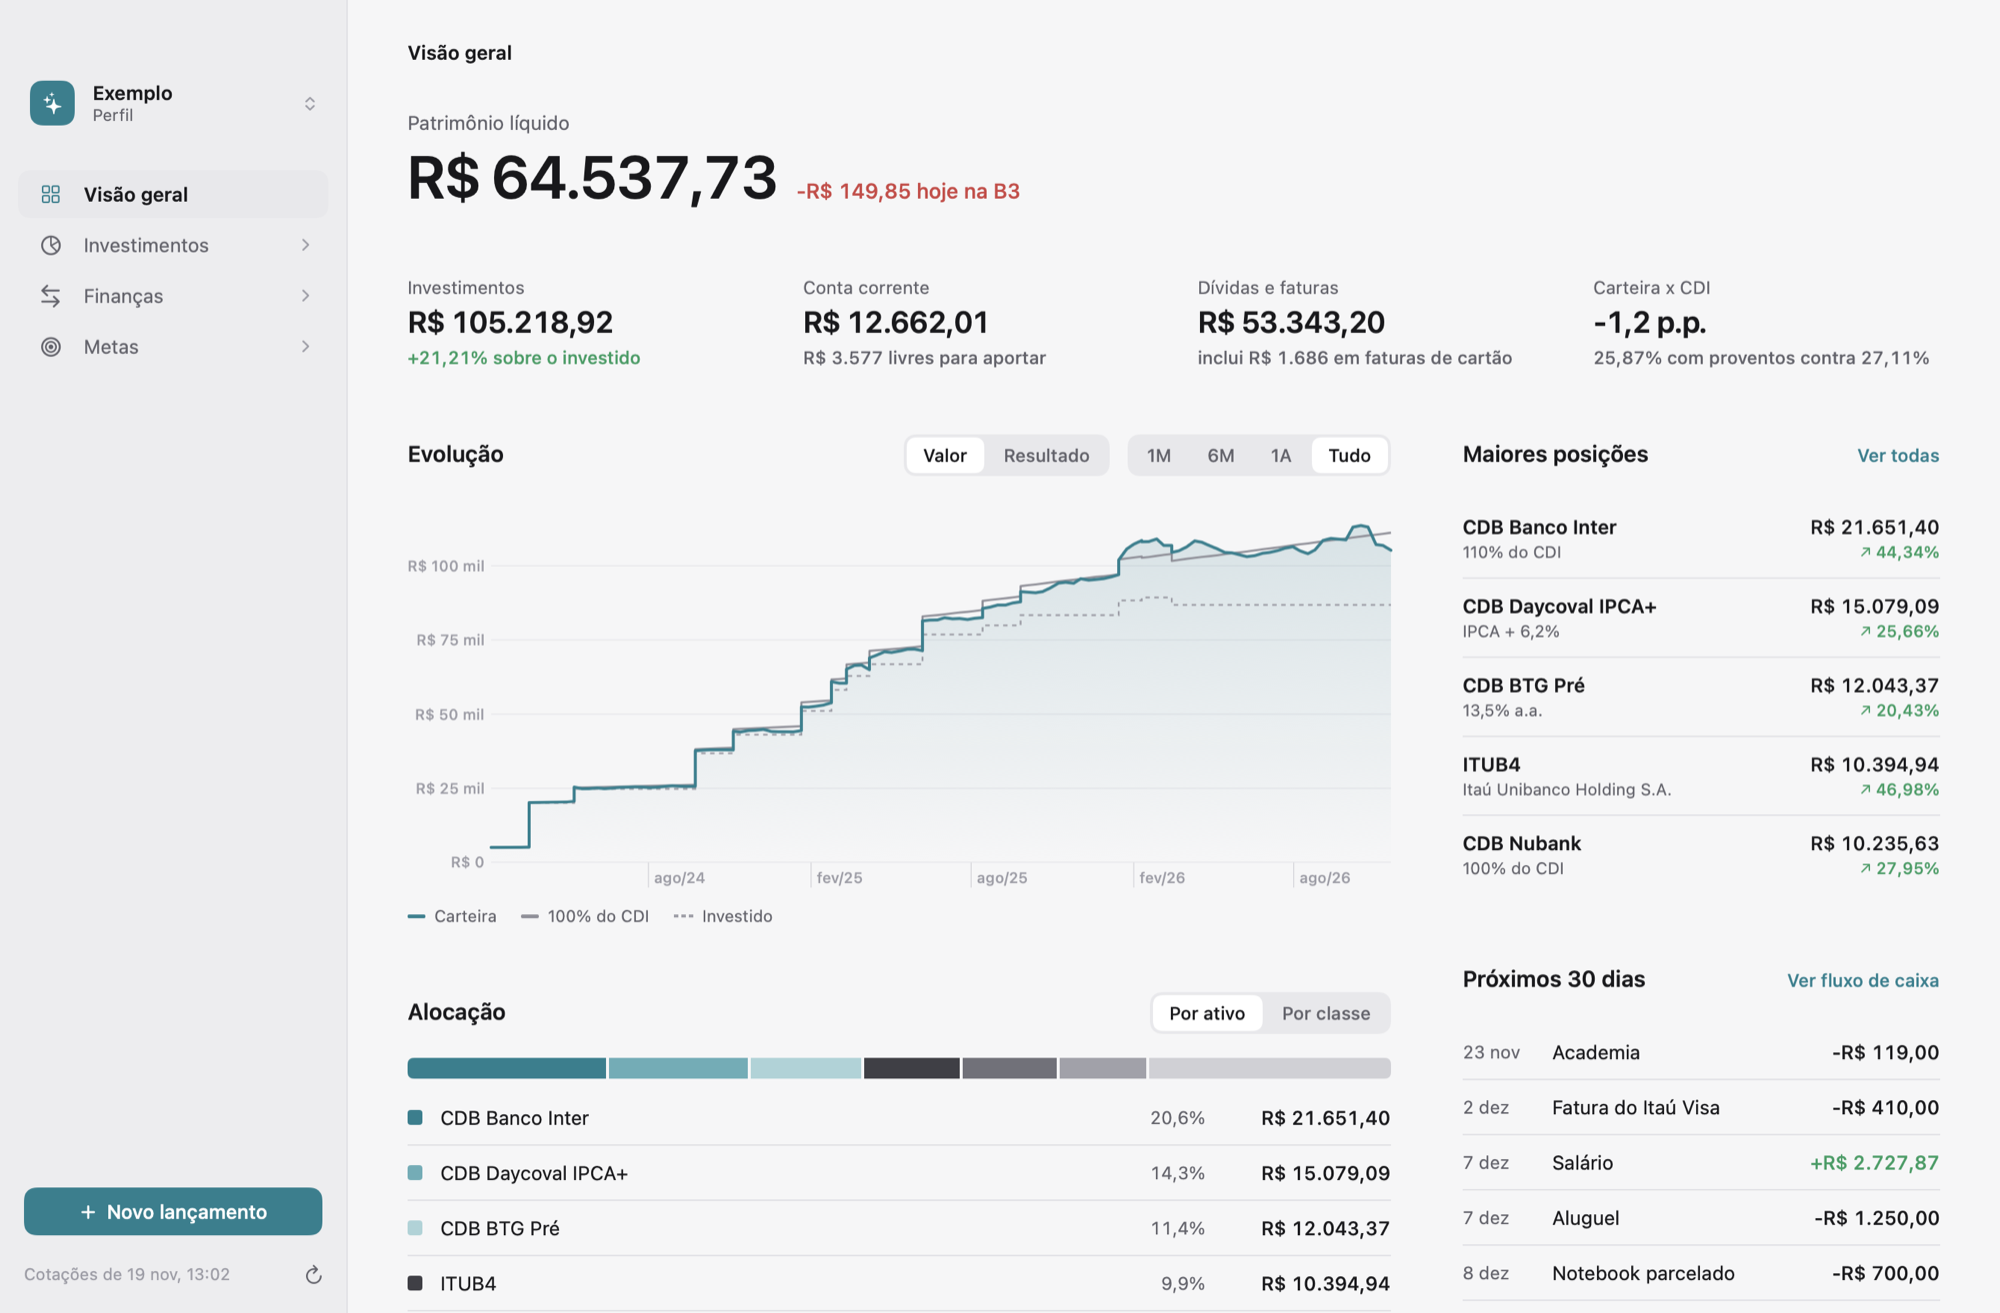 Exemplo
Perfil
Visão geral
Investimentos
Finanças
Metas
+ Novo lançamento
Cotações de 19 nov, 13:02
Visão geral
Patrimônio líquido
R$ 64.537,73 -R$ 149,85 hoje na B3
Investimentos
R$ 105.218,92
+21,21% sobre o investido
Conta corrente
R$ 12.662,01
R$ 3.577 livres para aportar
Dívidas e faturas
R$ 53.343,20
inclui R$ 1.686 em faturas de cartão
Carteira x CDI
-1,2 p.p.
25,87% com proventos contra 27,11%
Evolução
Valor Resultado 1M 6M 1A Tudo
R$ 100 mil
R$ 75 mil
R$ 50 mil
R$ 25 mil
R$ 0
ago/24 fev/25 ago/25 fev/26 ago/26
Carteira 100% do CDI Investido
Alocação
Por ativo Por classe
CDB Banco Inter 20,6% R$ 21.651,40
CDB Daycoval IPCA+ 14,3% R$ 15.079,09
CDB BTG Pré 11,4% R$ 12.043,37
ITUB4 9,9% R$ 10.394,94
Maiores posições Ver todas
CDB Banco Inter R$ 21.651,40
110% do CDI 44,34%
CDB Daycoval IPCA+ R$ 15.079,09
IPCA + 6,2% 25,66%
CDB BTG Pré R$ 12.043,37
13,5% a.a. 20,43%
ITUB4 R$ 10.394,94
Itaú Unibanco Holding S.A. 46,98%
CDB Nubank R$ 10.235,63
100% do CDI 27,95%
Próximos 30 dias Ver fluxo de caixa
23 nov Academia -R$ 119,00
2 dez Fatura do Itaú Visa -R$ 410,00
7 dez Salário +R$ 2.727,87
7 dez Aluguel -R$ 1.250,00
8 dez Notebook parcelado -R$ 700,00